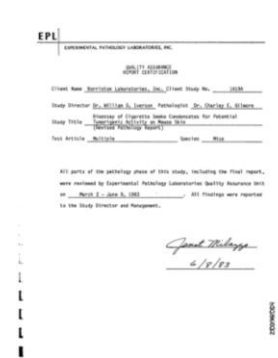 EPL
EXPERIMENTAL PATHOLOGY LABORATORIES, INC.
QUALITY ASSURANCE
REPORT CERTIFICATION
Client Name Borriston Laboratories, Inc. Client Study No.
Study Director Dr. William G. Iverson Pathologist Dr. Charley E. Gilmore
Study Title Bioassay of Cigarette Smoke Condensates for Potential
Tumorigenic Activity on Mouse Skin
(Revised Pathology Report)
Test Article Multiple Species Mice
All parts of the pathology phase of this study, including the final report,
were reviewed by Experimental Pathology Laboratories Quality Assurance Unit
on March 2 - June 8, 1983 . All findings were reported
to the Study Director and Management.
Janet
6/8/83